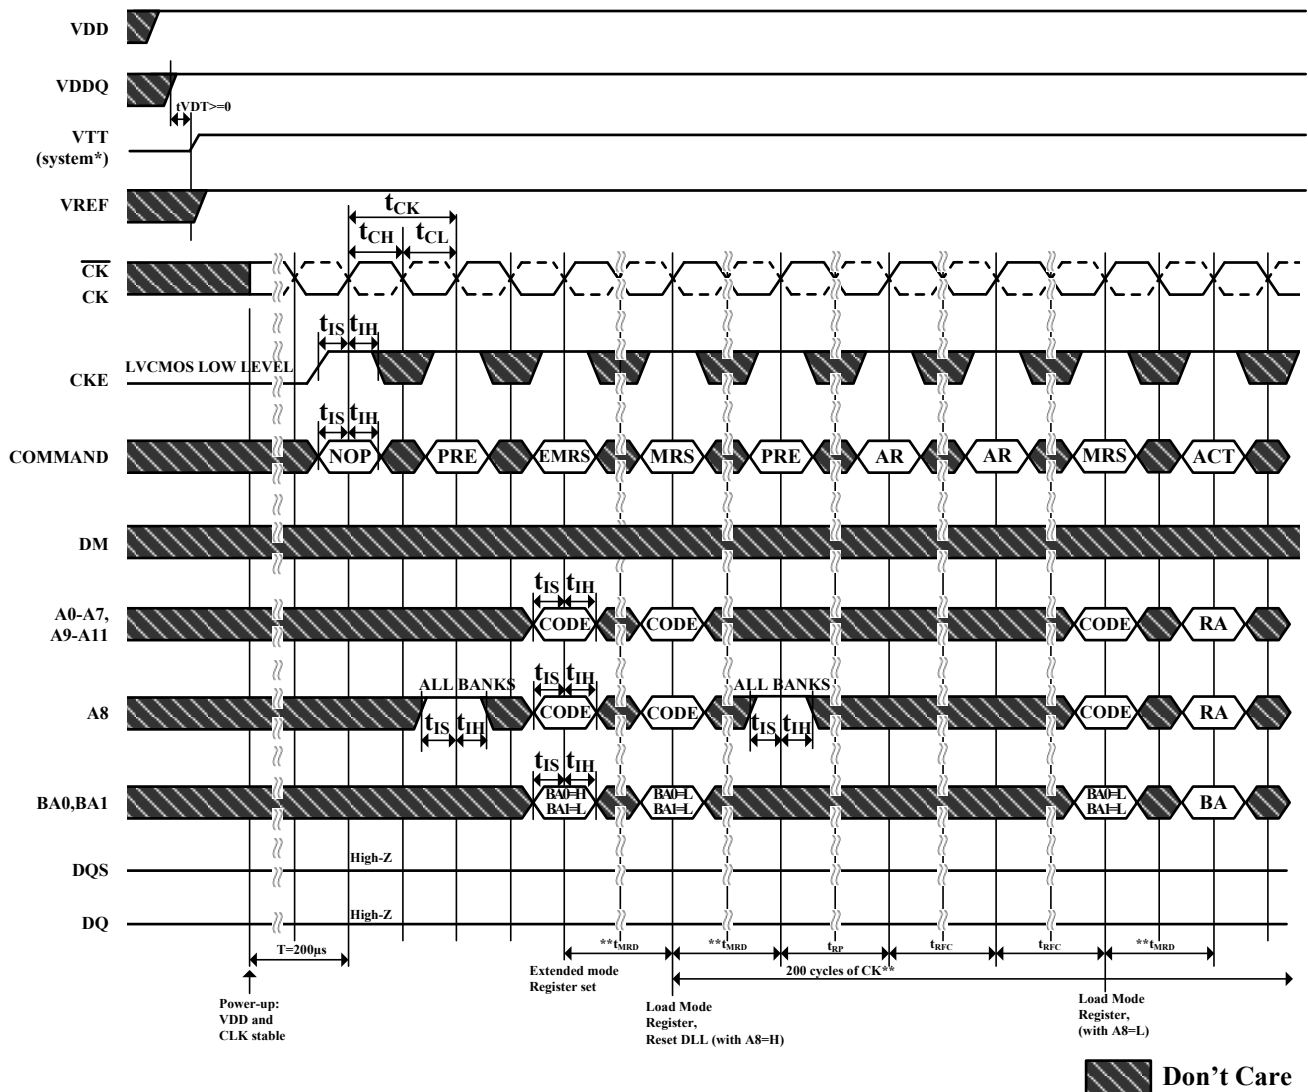 VDD
VDDQ
tVDT>=0
VTT
(system*)
VREF
tCK
tCH tCL
CK
CK
tIS tIH
LVCMOS LOW LEVEL
CKE
tIS tIH
COMMAND NOP PRE EMRS MRS PRE AR AR MRS ACT
DM
tIS tIH
A0-A7,
A9-A11
CODE CODE CODE RA
ALL BANKS tIS tIH ALL BANKS
A8 CODE CODE CODE RA
tIS tIH tIS tIH
tIS tIH
BA0,BA1
BA0=H
BA1=L
BA0=L
BA1=L
BA0=L
BA1=L
BA
High-Z
DQS
High-Z
DQ
T=200µs **tMRD **tMRD tRP tRFC tRFC **tMRD
200 cycles of CK**
Extended mode
Register set
Power-up:
VDD and
CLK stable
Load Mode
Register,
Reset DLL (with A8=H)
Load Mode
Register,
(with A8=L)
Don't Care